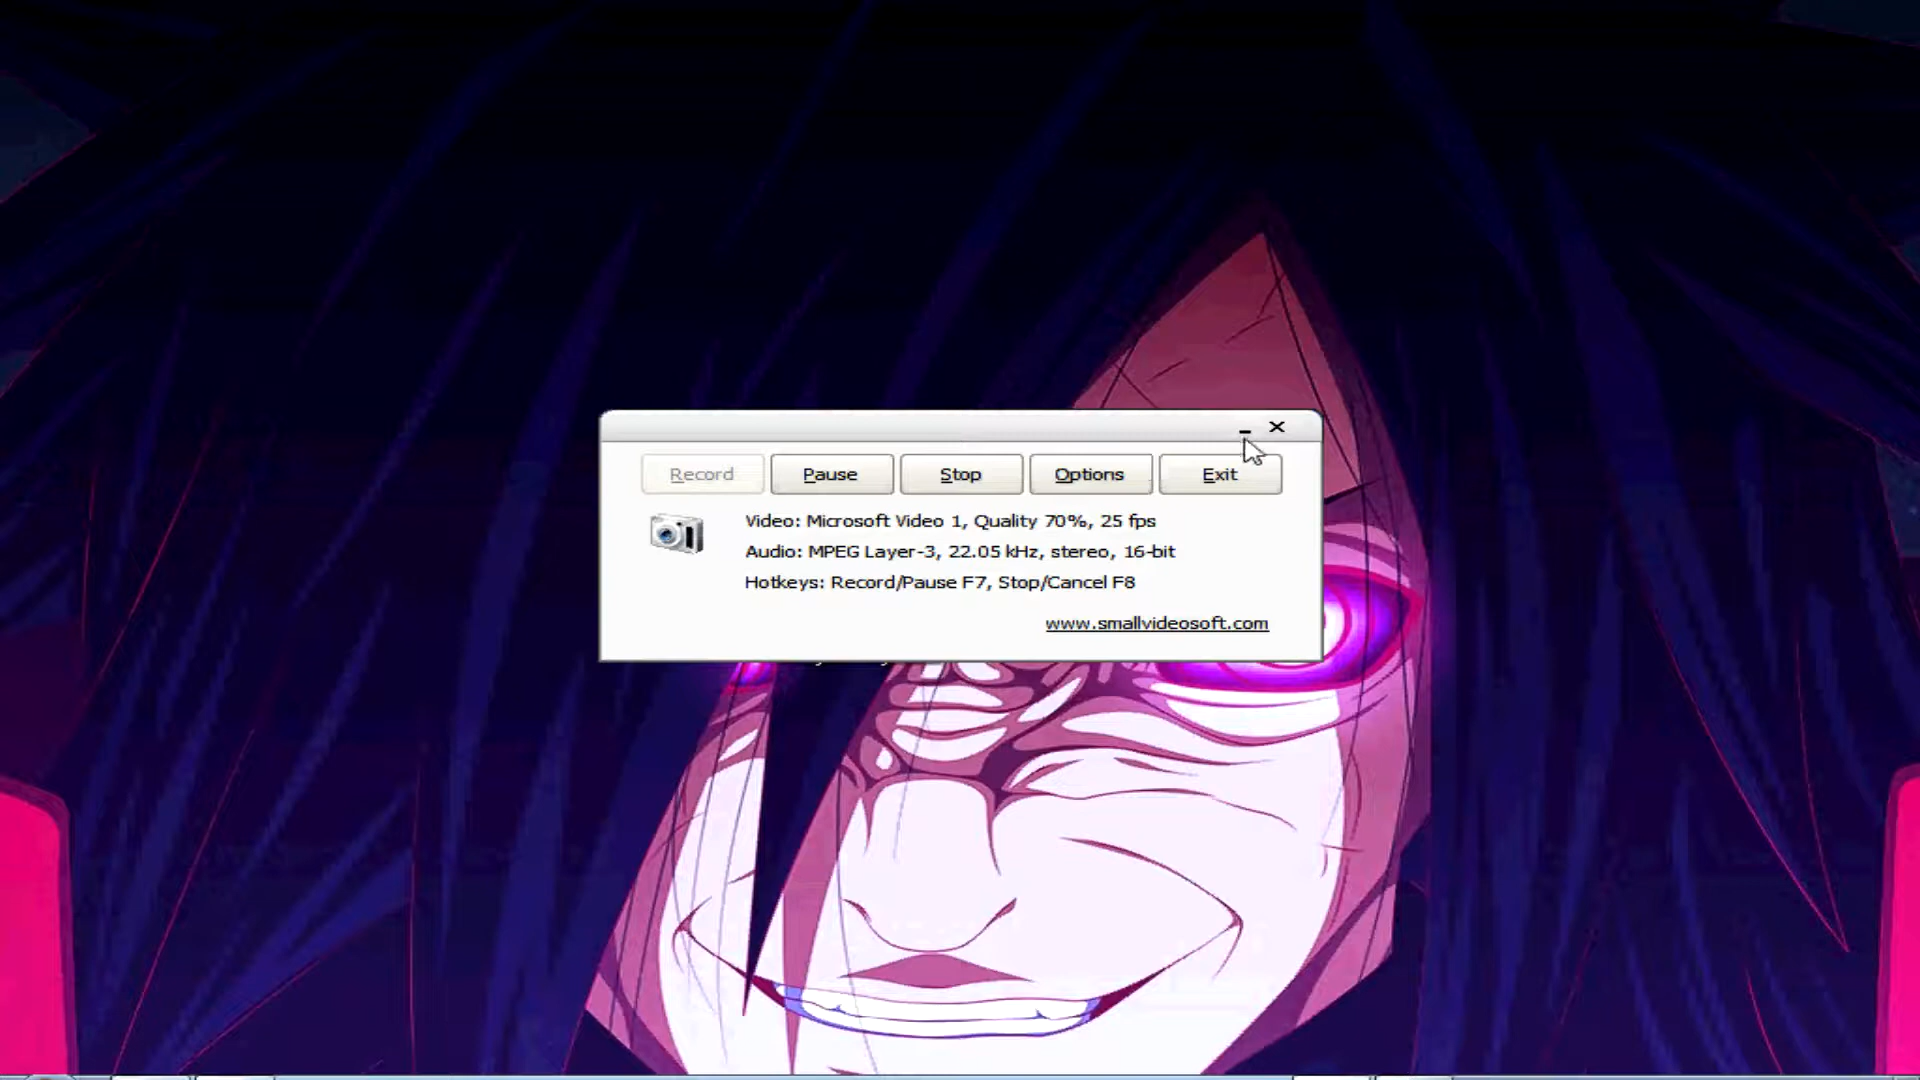 Record Pause Stop Options Exit
Video: Microsoft Video 1, Quality 70%, 25 fps
Audio: MPEG Layer-3, 22.05 kHz, stereo, 16-bit
Hotkeys: Record/Pause F7, Stop/Cancel F8
www.smallvideosoft.com